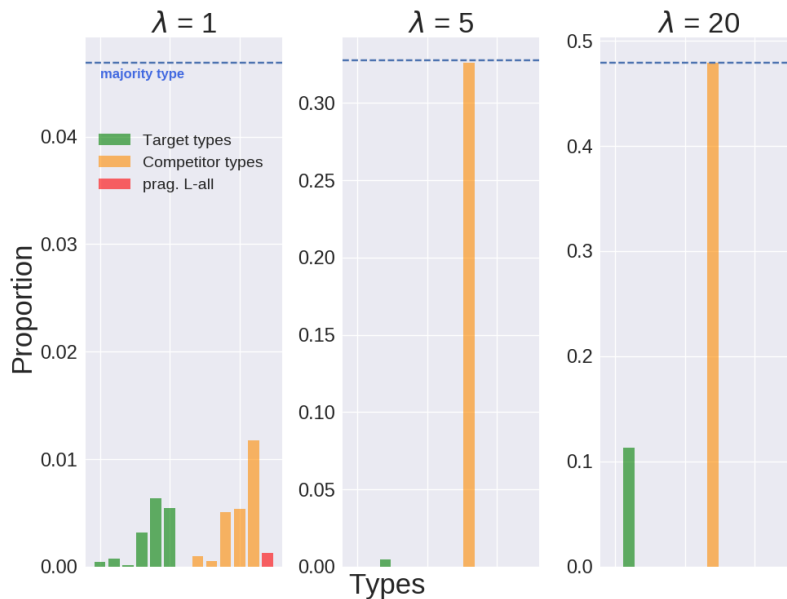 λ = 1
λ = 5
λ = 20
majority type
Target types
Competitor types
prag. L-all
Proportion
0.04
0.03
0.02
0.01
0.00
0.30
0.25
0.20
0.15
0.10
0.05
0.00
0.5
0.4
0.3
0.2
0.1
0.0
Types